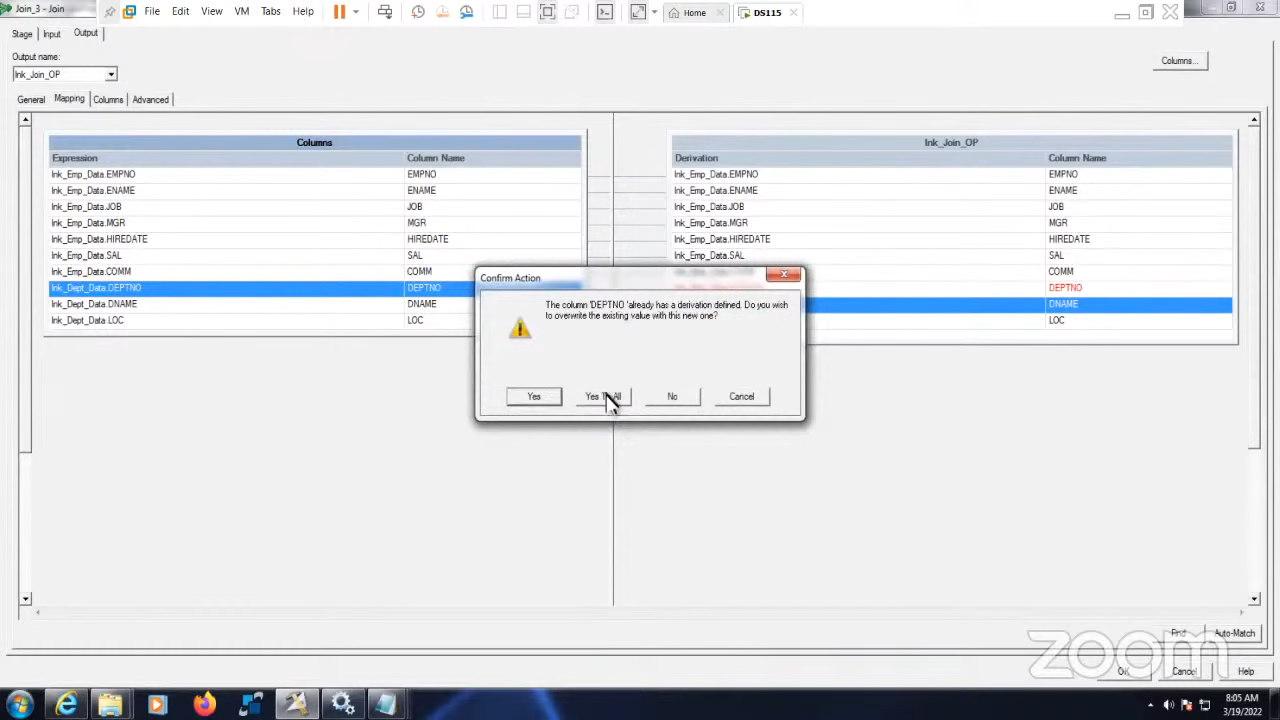 Join_3 - Join
File Edit View VM Tabs Help
Home
DS115
Stage Input Output
Output name:
lnk_Join_OP
Columns...
General Mapping Columns Advanced
Columns
Expression Column Name
lnk_Emp_Data.EMPNO EMPNO
lnk_Emp_Data.ENAME ENAME
lnk_Emp_Data.JOB JOB
lnk_Emp_Data.MGR MGR
lnk_Emp_Data.HIREDATE HIREDATE
lnk_Emp_Data.SAL SAL
lnk_Emp_Data.COMM COMM
lnk_Dept_Data.DEPTNO DEPTNO
lnk_Dept_Data.DNAME DNAME
lnk_Dept_Data.LOC LOC
lnk_Join_OP
Derivation Column Name
lnk_Emp_Data.EMPNO EMPNO
lnk_Emp_Data.ENAME ENAME
lnk_Emp_Data.JOB JOB
lnk_Emp_Data.MGR MGR
lnk_Emp_Data.HIREDATE HIREDATE
lnk_Emp_Data.SAL SAL
COMM
DEPTNO
DNAME
LOC
Confirm Action
The column 'DEPTNO 'already has a derivation defined. Do you wish
to overwrite the existing value with this new one?
Yes Yes To All No Cancel
Find Auto-Match
zoom
OK Cancel Help
8:05 AM
3/19/2022